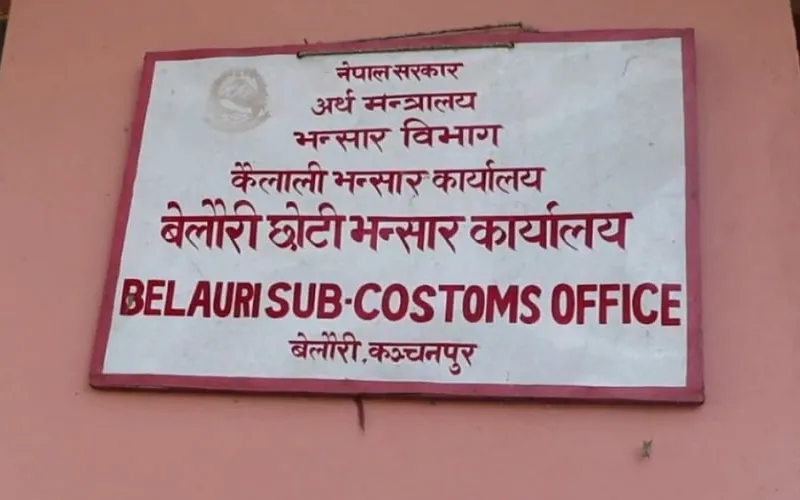 नेपाल सरकार
अर्थ मन्त्रालय
भन्सार विभाग
कैलाली भन्सार कार्यालय
बेलौरी छोटी भन्सार कार्यालय
BELAURI SUB-COSTOMS OFFICE
बेलौरी, कञ्चनपुर